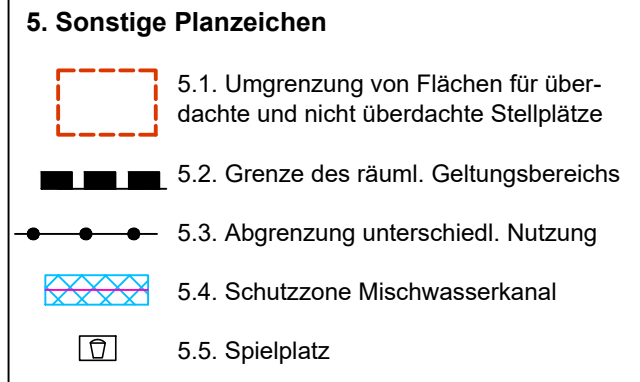 5. Sonstige Planzeichen
5.1. Umgrenzung von Flächen für über-
dachte und nicht überdachte Stellplätze
5.2. Grenze des räuml. Geltungsbereichs
5.3. Abgrenzung unterschiedl. Nutzung
5.4. Schutzzone Mischwasserkanal
5.5. Spielplatz